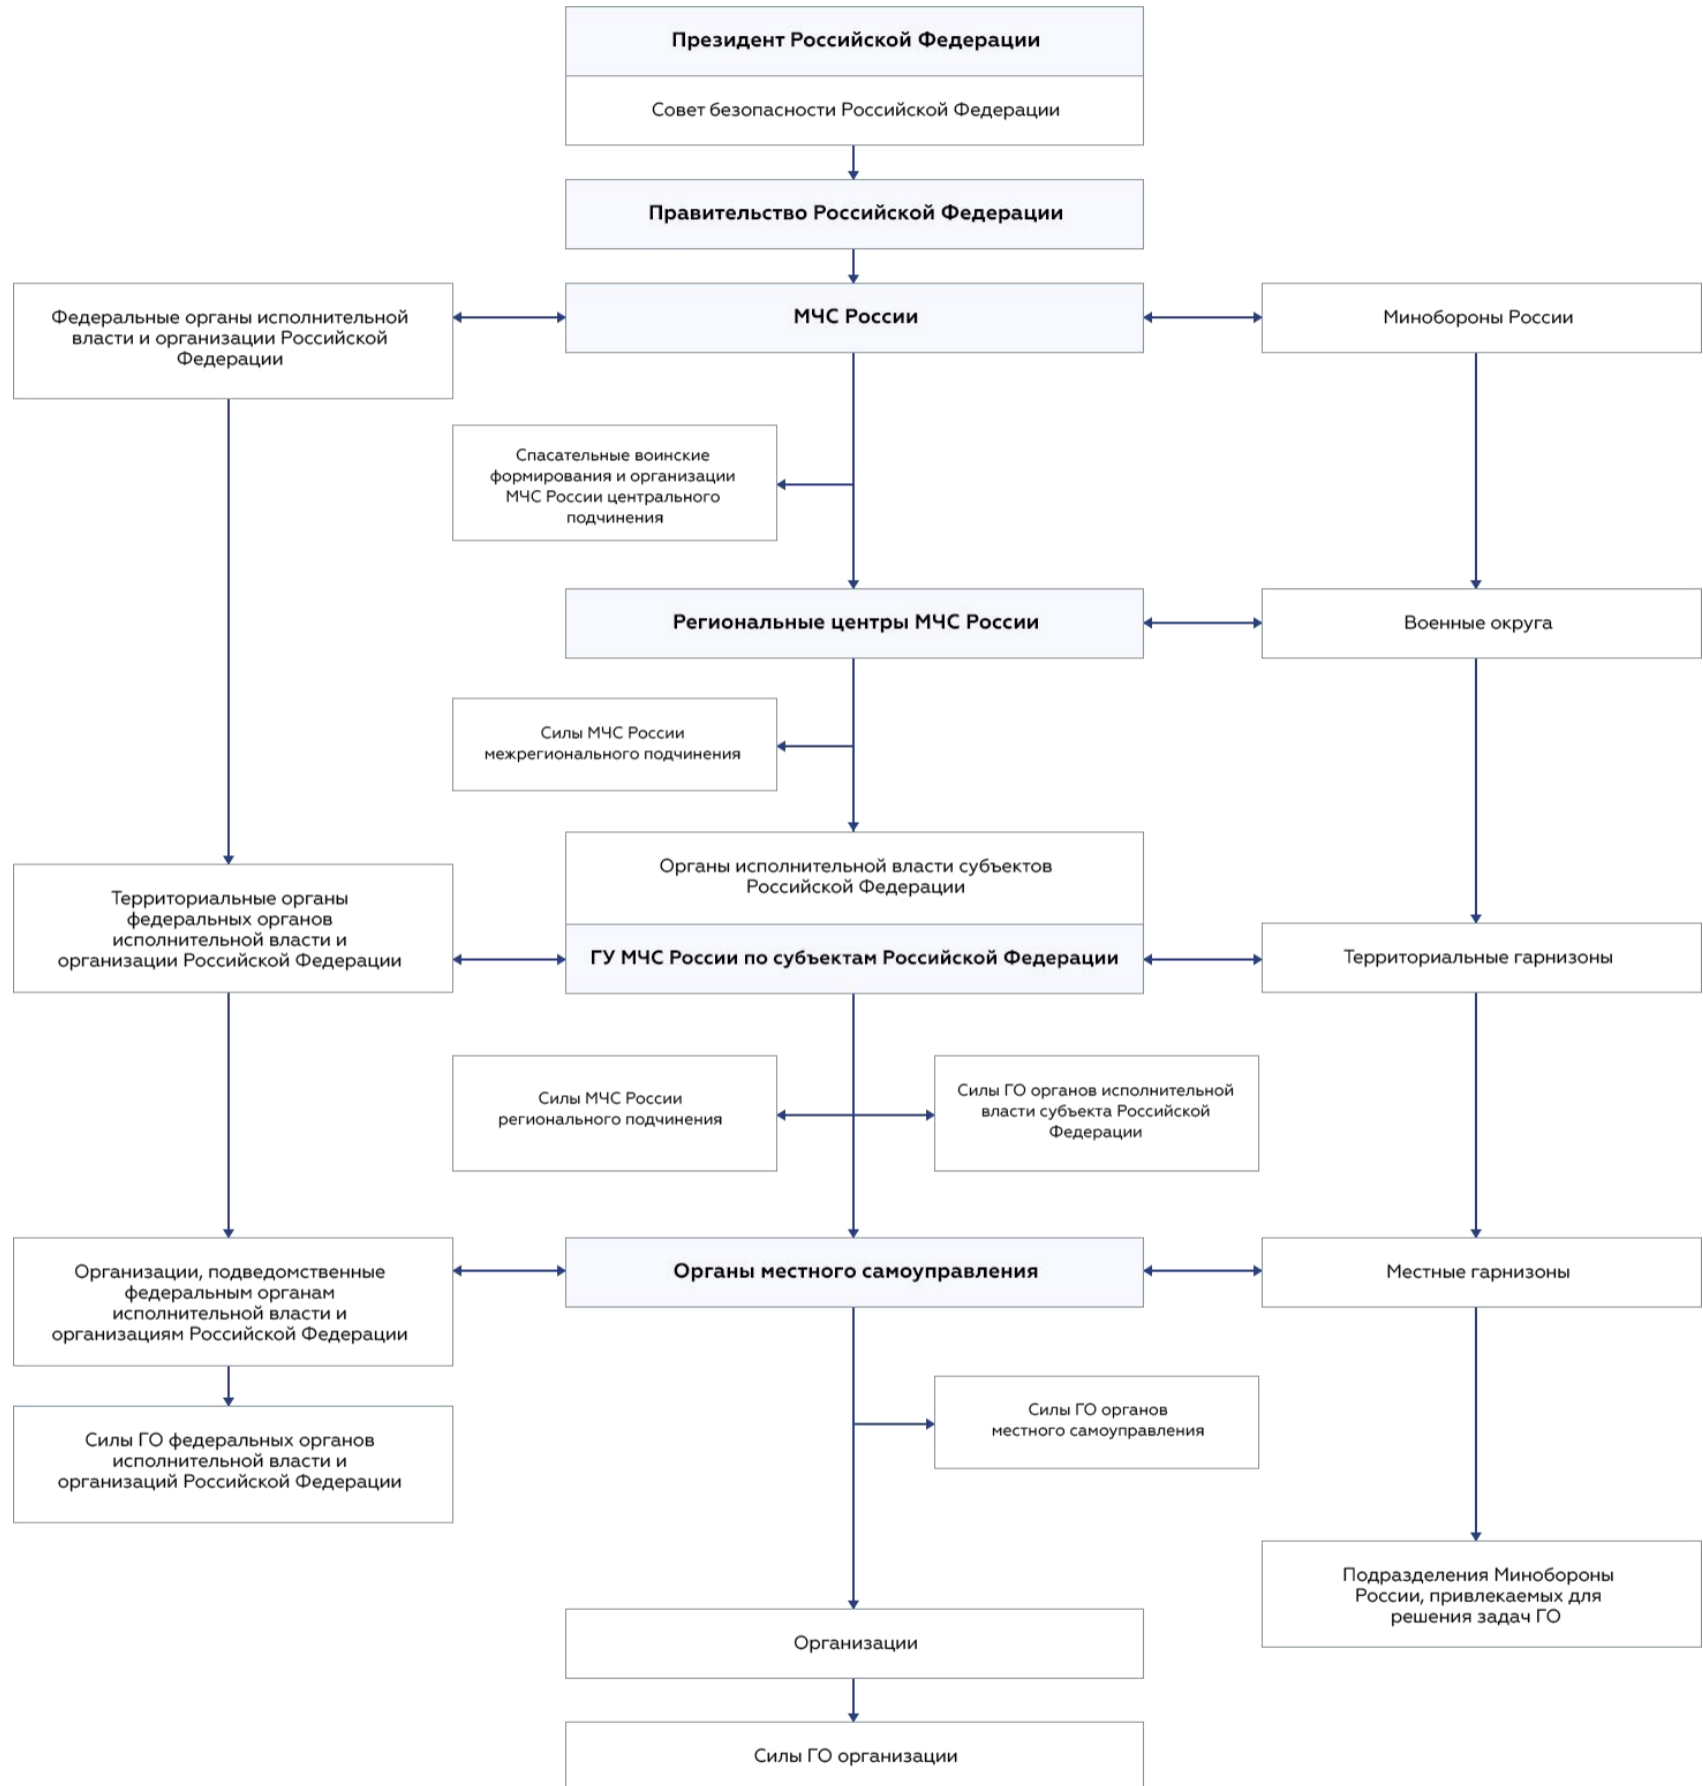 Президент Российской Федерации
Совет безопасности Российской Федерации
Правительство Российской Федерации
Федеральные органы исполнительной
власти и организации Российской
Федерации
МЧС России
Минобороны России
Спасательные воинские
формирования и организации
МЧС России центрального
подчинения
Региональные центры МЧС России
Военные округа
Силы МЧС России
межрегионального подчинения
Органы исполнительной власти субъектов
Российской Федерации
Территориальные органы
федеральных органов
исполнительной власти и
организации Российской Федерации
ГУ МЧС России по субъектам Российской Федерации
Территориальные гарнизоны
Силы МЧС России
регионального подчинения
Силы ГО органов исполнительной
власти субъекта Российской
Федерации
Организации, подведомственные
федеральным органам
исполнительной власти и
организациям Российской Федерации
Органы местного самоуправления
Местные гарнизоны
Силы ГО органов
местного самоуправления
Силы ГО федеральных органов
исполнительной власти и
организаций Российской Федерации
Подразделения Минобороны
России, привлекаемых для
решения задач ГО
Организации
Силы ГО организации